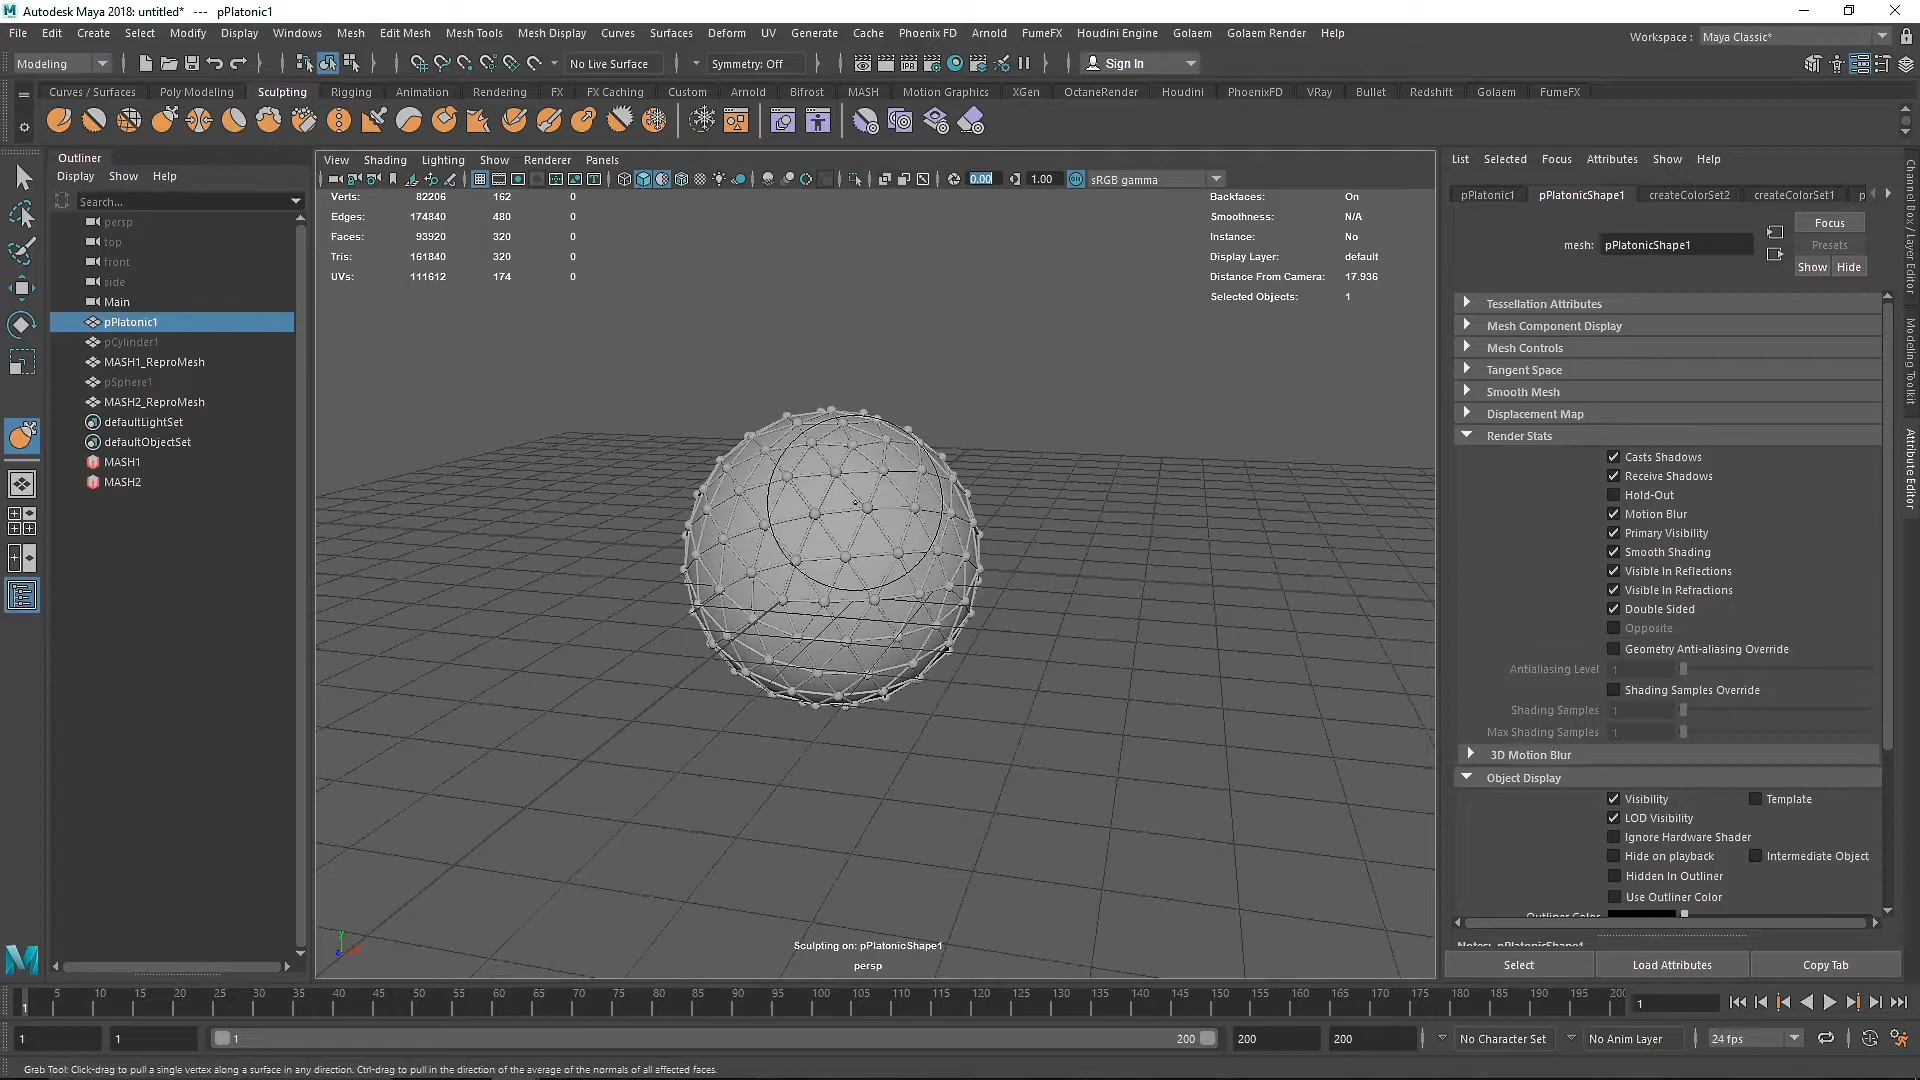 Autodesk Maya 2018: untitled* --- pPlatonic1
File Edit Create Select Modify Display Windows Mesh Edit Mesh Mesh Tools Mesh Display Curves Surfaces Deform UV Generate Cache Phoenix FD Arnold FumeFX Houdini Engine Golaem Golaem Render Help
Workspace : Maya Classic*
Modeling No Live Surface Symmetry: Off Sign In
Curves / Surfaces Poly Modeling Sculpting Rigging Animation Rendering FX FX Caching Custom Arnold Bifrost MASH Motion Graphics XGen OctaneRender Houdini PhoenixFD VRay Bullet Redshift Golaem FumeFX
Outliner
Display Show Help
Search...
persp
top
front
side
Main
pPlatonic1
pCylinder1
MASH1_ReproMesh
pSphere1
MASH2_ReproMesh
defaultLightSet
defaultObjectSet
MASH1
MASH2
View Shading Lighting Show Renderer Panels
0.00 1.00 sRGB gamma
Verts: 82206 162 0
Edges: 174840 480 0
Faces: 93920 320 0
Tris: 161840 320 0
UVs: 111612 174 0
Backfaces: On
Smoothness: N/A
Instance: No
Display Layer: default
Distance From Camera: 17.936
Selected Objects: 1
Sculpting on: pPlatonicShape1
persp
List Selected Focus Attributes Show Help
pPlatonic1 pPlatonicShape1 createColorSet2 createColorSet1 p
mesh: pPlatonicShape1
Focus
Presets
Show Hide
Tessellation Attributes
Mesh Component Display
Mesh Controls
Tangent Space
Smooth Mesh
Displacement Map
Render Stats
Casts Shadows
Receive Shadows
Hold-Out
Motion Blur
Primary Visibility
Smooth Shading
Visible In Reflections
Visible In Refractions
Double Sided
Opposite
Geometry Anti-aliasing Override
Antialiasing Level 1
Shading Samples Override
Shading Samples 1
Max Shading Samples 1
3D Motion Blur
Object Display
Visibility Template
LOD Visibility
Ignore Hardware Shader
Hide on playback Intermediate Object
Hidden In Outliner
Use Outliner Color
Outliner Color
Notes: pPlatonicShape1
Select Load Attributes Copy Tab
Channel Box / Layer Editor
Modeling Toolkit
Attribute Editor
5 10 15 20 25 30 35 40 45 50 55 60 65 70 75 80 85 90 95 100 105 110 115 120 125 130 135 140 145 150 155 160 165 170 175 180 185 190 195 200
1 1
1 1 1 200 200 200 No Character Set No Anim Layer 24 fps
Grab Tool: Click-drag to pull a single vertex along a surface in any direction. Ctrl-drag to pull in the direction of the average of the normals of all affected faces.